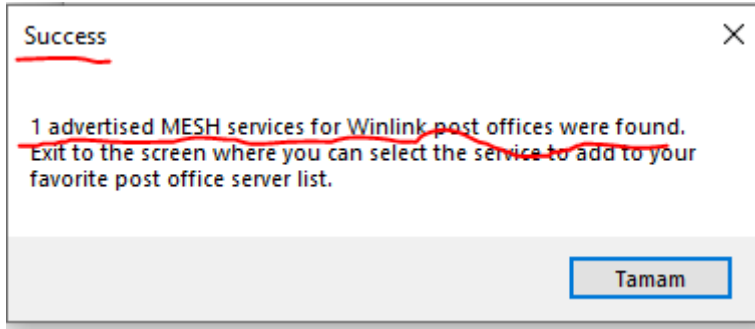 Success
1 advertised MESH services for Winlink post offices were found.
Exit to the screen where you can select the service to add to your
favorite post office server list.
Tamam